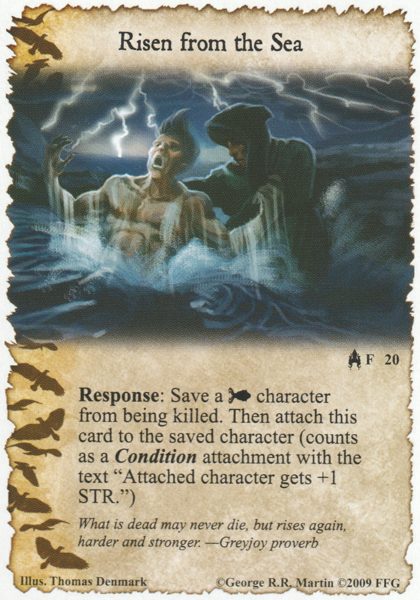 Risen from the Sea
F 20
Response: Save a character
from being killed. Then attach this
card to the saved character (counts
as a Condition attachment with the
text “Attached character gets +1
STR.”)
What is dead may never die, but rises again,
harder and stronger. —Greyjoy proverb
Illus. Thomas Denmark ©George R.R. Martin ©2009 FFG